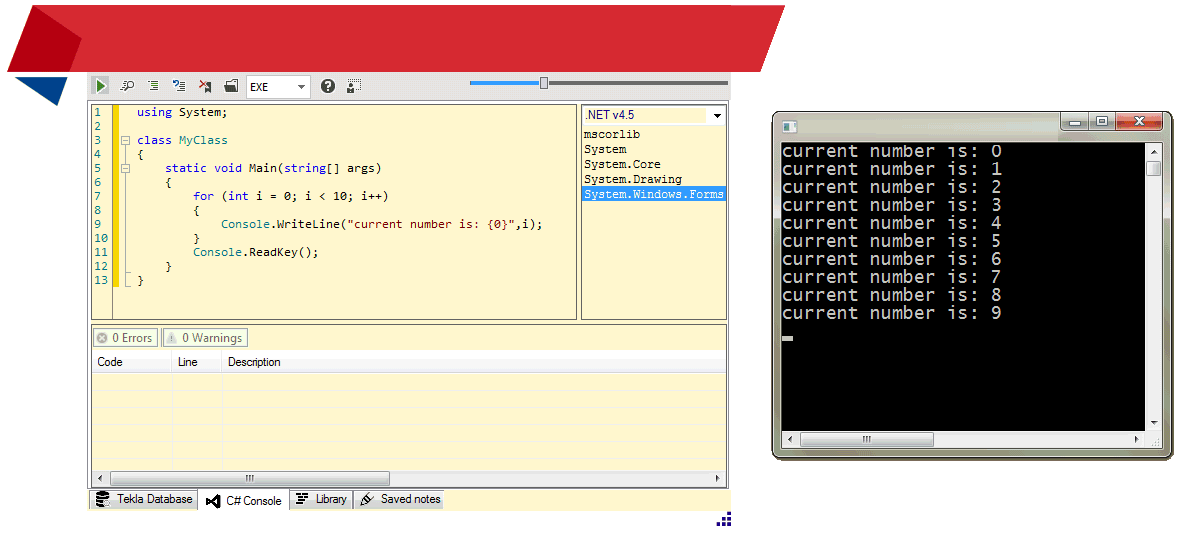 EXE
1 using System;
2
3 class MyClass
4 {
5 static void Main(string[] args)
6 {
7 for (int i = 0; i < 10; i++)
8 {
9 Console.WriteLine("current number is: {0}",i);
10 }
11 Console.ReadKey();
12 }
13 }
.NET v4.5
mscorlib
System
System.Core
System.Drawing
System.Windows.Forms
0 Errors 0 Warnings
Code Line Description
Tekla Database C# Console Library Saved notes
current number is: 0
current number is: 1
current number is: 2
current number is: 3
current number is: 4
current number is: 5
current number is: 6
current number is: 7
current number is: 8
current number is: 9